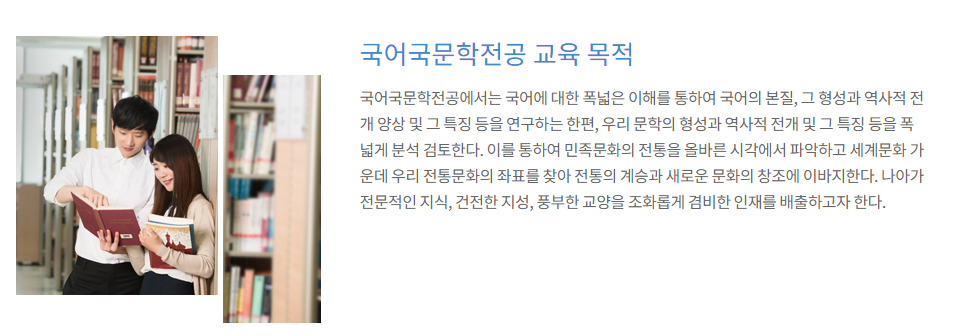 국어국문학전공 교육 목적
국어국문학전공에서는 국어에 대한 폭넓은 이해를 통하여 국어의 본질, 그 형성과 역사적 전
개 양상 및 그 특징 등을 연구하는 한편, 우리 문학의 형성과 역사적 전개 및 그 특징 등을 폭
넓게 분석 검토한다. 이를 통하여 민족문화의 전통을 올바른 시각에서 파악하고 세계문화 가
운데 우리 전통문화의 좌표를 찾아 전통의 계승과 새로운 문화의 창조에 이바지한다. 나아가
전문적인 지식, 건전한 지성, 풍부한 교양을 조화롭게 겸비한 인재를 배출하고자 한다.